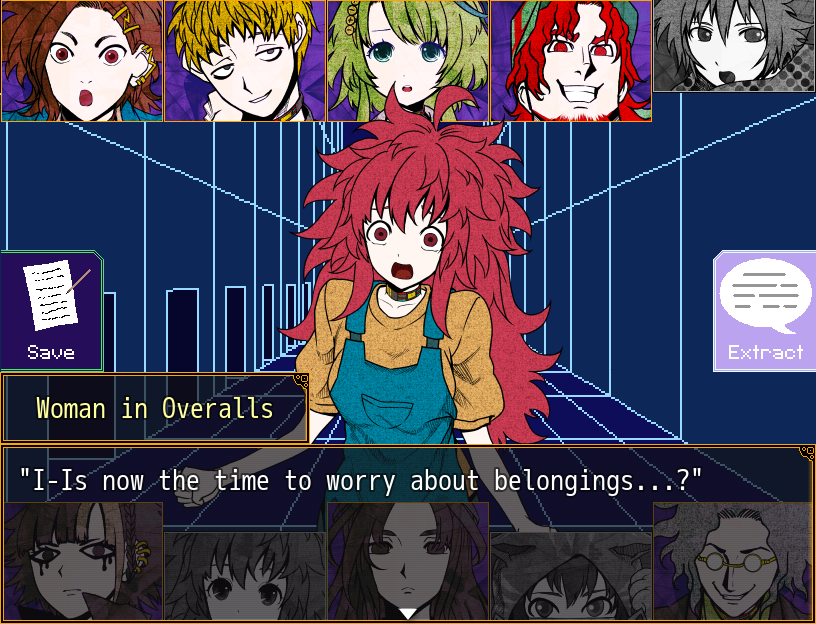 Save
Extract
Woman in Overalls
"I-Is now the time to worry about belongings...?"